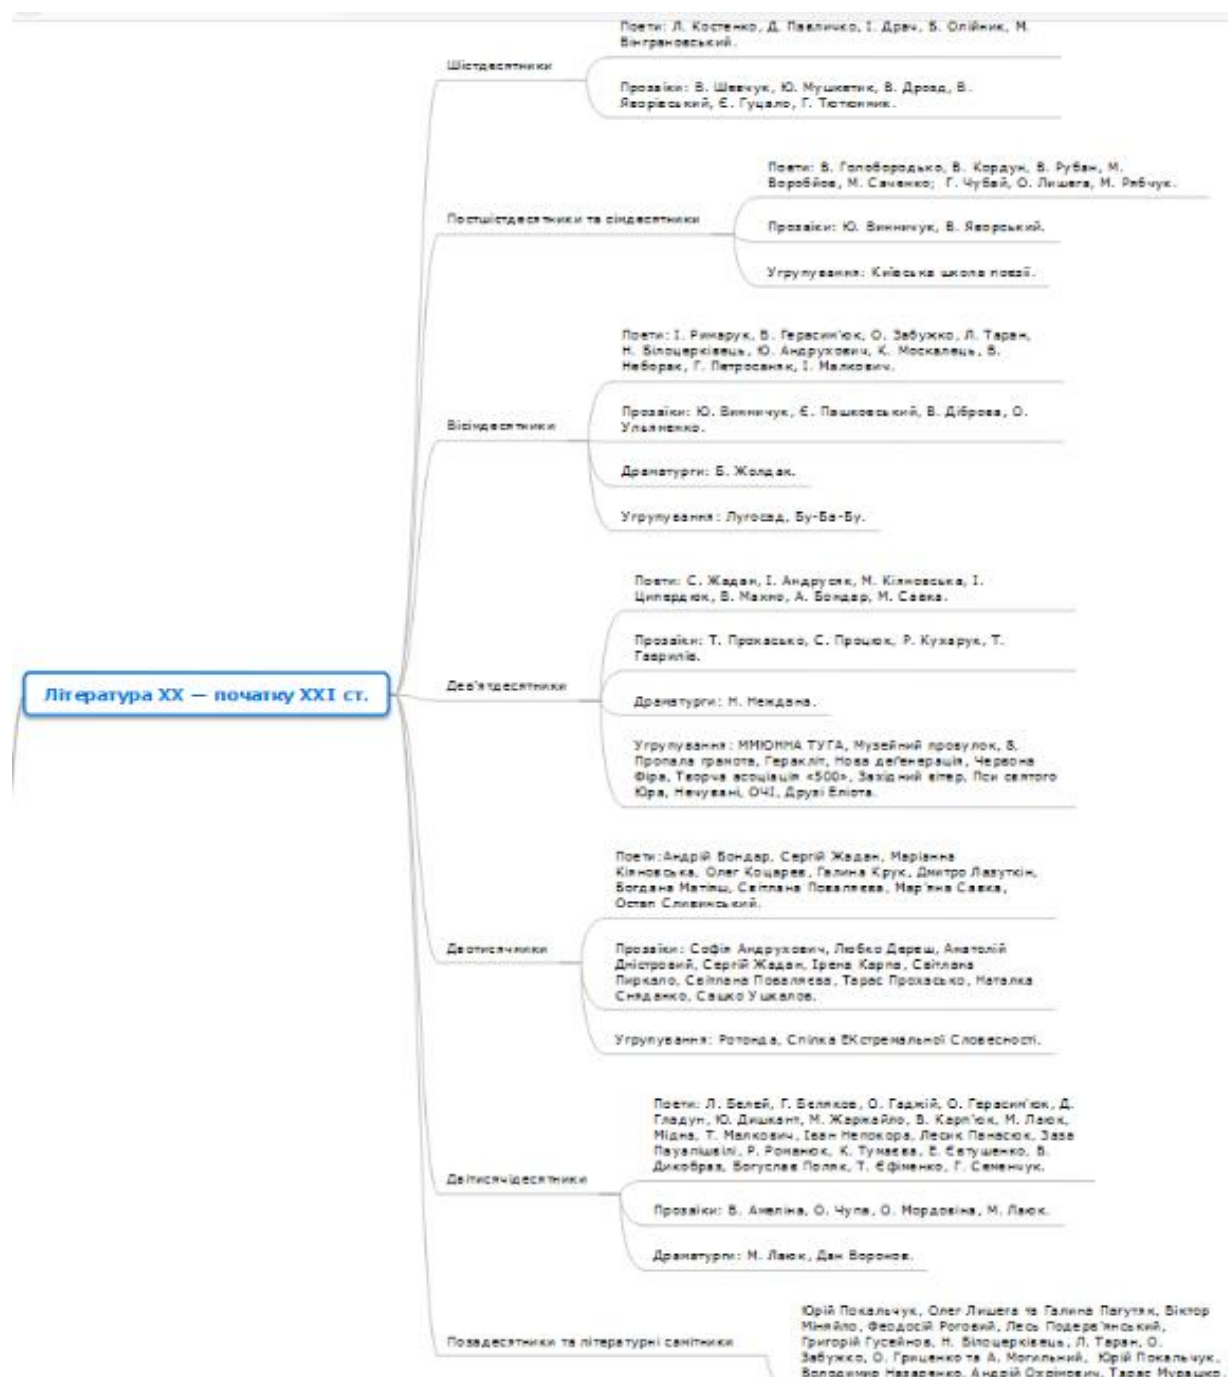 Поети: Л. Костенко, Д. Павличко, І. Драч, Б. Олійник, М.
Вінграновський.
Шістдесятники
Прозаїки: В. Шевчук, Ю. Мушкетик, В. Дрозд, В.
Яворівський, Є. Гуцало, Г. Тютюнник.
Поети: В. Голобородько, В. Кордун, В. Рубан, М.
Воробйов, М. Саченко; Г. Чубай, О. Лишега, М. Рябчук.
Постшістдесятники та сімдесятники
Прозаїки: Ю. Винничук, В. Яворський.
Угрупування: Київська школа поезії.
Поети: І. Римарук, В. Герасим'юк, О. Забужко, Л. Таран,
Н. Білоцерківець, Ю. Андрухович, К. Москалець, В.
Неборак, Г. Петросаняк, І. Малкович.
Прозаїки: Ю. Винничук, Є. Пашковський, В. Діброва, О.
Ульяненко.
Вісімдесятники
Драматурги: Б. Жолдак.
Угрупування: Лугосад, Бу-Ба-Бу.
Поети: С. Жадан, І. Андрусяк, М. Кіяновська, І.
Ципердюк, В. Махно, А. Бондар, М. Савка.
Прозаїки: Т. Прохасько, С. Процюк, Р. Кухарук, Т.
Гаврилів.
Дев'ятдесятники
Література XX — початку XXI ст.
Драматурги: Н. Неждана.
Угрупування: ММЮННА ТУГА, Музейний провулок, 8,
Пропала грамота, Геракліт, Нова дегенерація, Червона
Фіра, Творча асоціація «500», Західний вітер, Пси святого
Юра, Нечувані, ОЧІ, Друзі Еліота.
Поети:Андрій Бондар, Сергій Жадан, Маріанна
Кіяновська, Олег Коцарев, Галина Крук, Дмитро Лазуткін,
Богдана Матіяш, Світлана Поваляєва, Мар'яна Савка,
Остап Сливинський.
Двотисячники
Прозаїки: Софія Андрухович, Любко Дереш, Анатолій
Дністровий, Сергій Жадан, Ірена Карпа, Світлана
Пиркало, Світлана Поваляєва, Тарас Прохасько, Наталка
Сняданко, Сашко Ушкалов.
Угрупування: Ротонда, Спілка ЕКстремальної Словесності.
Поети: Л. Белей, Г. Беляков, О. Гаджій, О. Герасим'юк, Д.
Гладун, Ю. Дишкант, М. Жаржайло, В. Карп'юк, М. Лаюк,
Мідна, Т. Малкович, Іван Непокора, Лесик Панасюк, Заза
Пауалішвілі, Р. Романюк, К. Тумаєва, Е. Євтушенко, В.
Дикобраз, Богуслав Поляк, Т. Єфіменко, Г. Семенчук.
Двітисячідесятники
Прозаїки: В. Амеліна, О. Чупа, О. Мордовіна, М. Лаюк.
Драматурги: М. Лаюк, Дан Воронов.
Юрій Покальчук, Олег Лишега та Галина Пагутяк, Віктор
Міняйло, Феодосій Роговий, Лесь Подерв'янський,
Позадесятники та літературні самітники
Григорій Гусейнов, Н. Білоцерківець, Л. Таран, О.
Забужко, О. Гриценко та А. Могильний, Юрій Покальчук,
Володимир Назаренко, Андрій Охрімович, Тарас Мурашко,